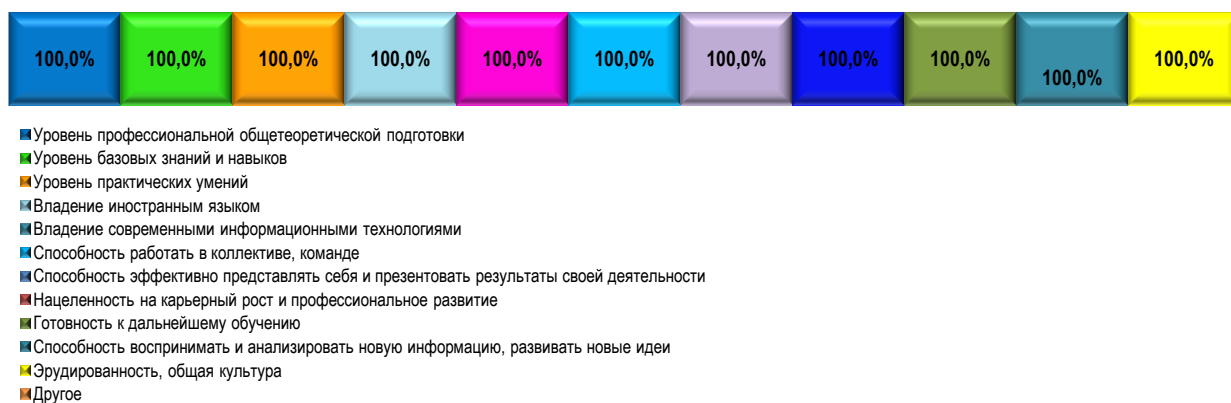 100,0% 100,0% 100,0% 100,0% 100,0% 100,0% 100,0% 100,0% 100,0% 100,0% 100,0%
Уровень профессиональной общетеоретической подготовки
Уровень базовых знаний и навыков
Уровень практических умений
Владение иностранным языком
Владение современными информационными технологиями
Способность работать в коллективе, команде
Способность эффективно представлять себя и презентовать результаты своей деятельности
Нацеленность на карьерный рост и профессиональное развитие
Готовность к дальнейшему обучению
Способность воспринимать и анализировать новую информацию, развивать новые идеи
Эрудированность, общая культура
Другое